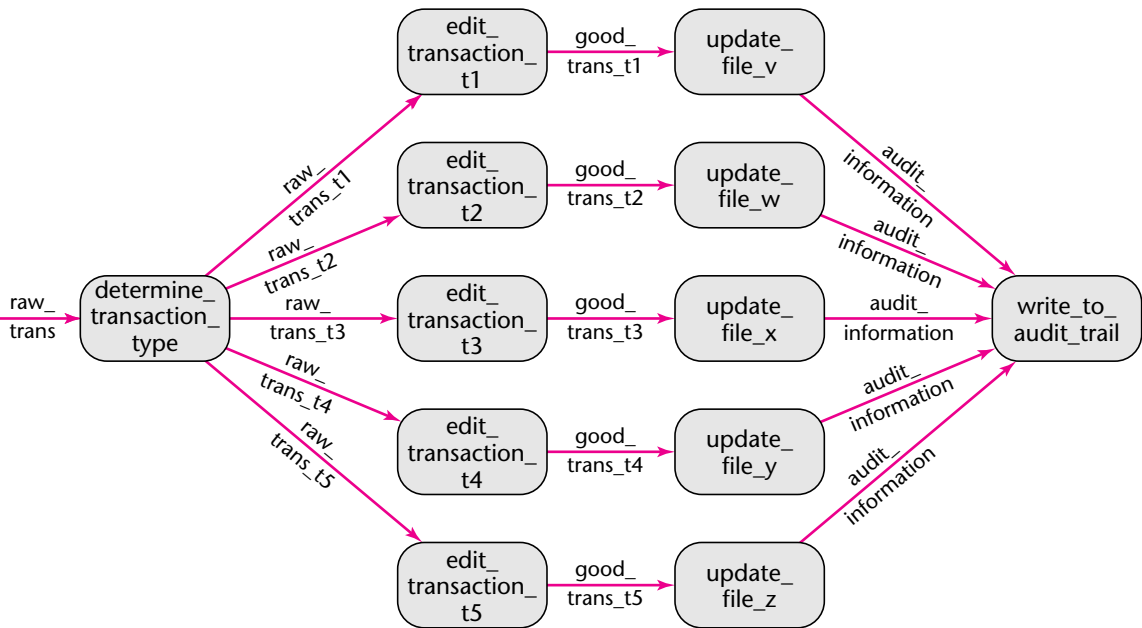 edit_
transaction_
t1
good_
trans_t1
update_
file_v
raw_
trans_t1
audit_
information
edit_
transaction_
t2
good_
trans_t2
update_
file_w
raw_
trans_t2
audit_
information
raw_
trans
determine_
transaction_
type
raw_
trans_t3
edit_
transaction_
t3
good_
trans_t3
update_
file_x
audit_
information
write_to_
audit_trail
raw_
trans_t4
edit_
transaction_
t4
good_
trans_t4
update_
file_y
audit_
information
raw_
trans_t5
edit_
transaction_
t5
good_
trans_t5
update_
file_z
audit_
information